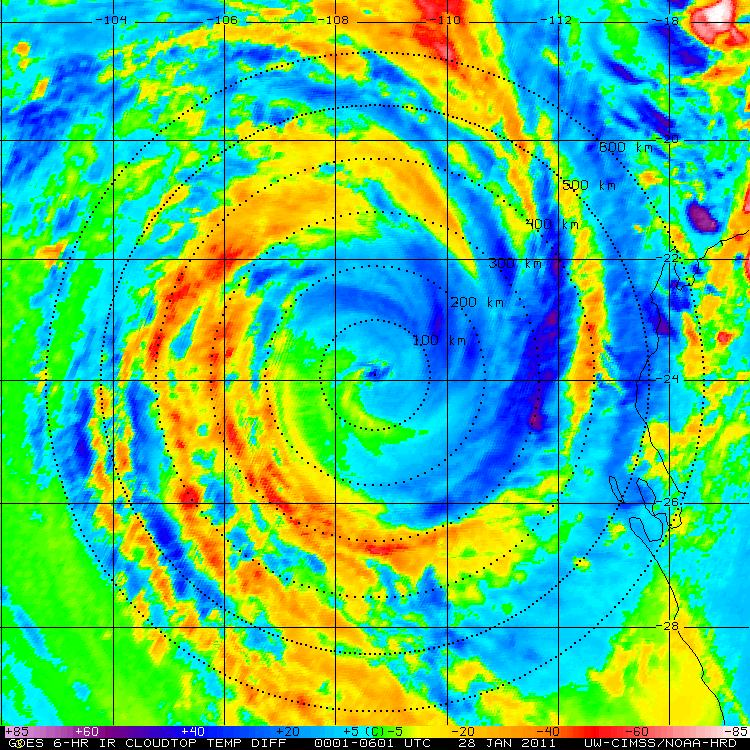 -104 -106 -108 -110 -112 -18
600 km
500 km
400 km
-22
300 km
200 km
100 km
-24
-26
-28
+85 +60 +40 +20 +5 (C) -5 -20 -40 -60 -85
GOES 6-HR IR CLOUDTOP TEMP DIFF 0001-0601 UTC 28 JAN 2011 UW-CIMSS/NOAA-HRD